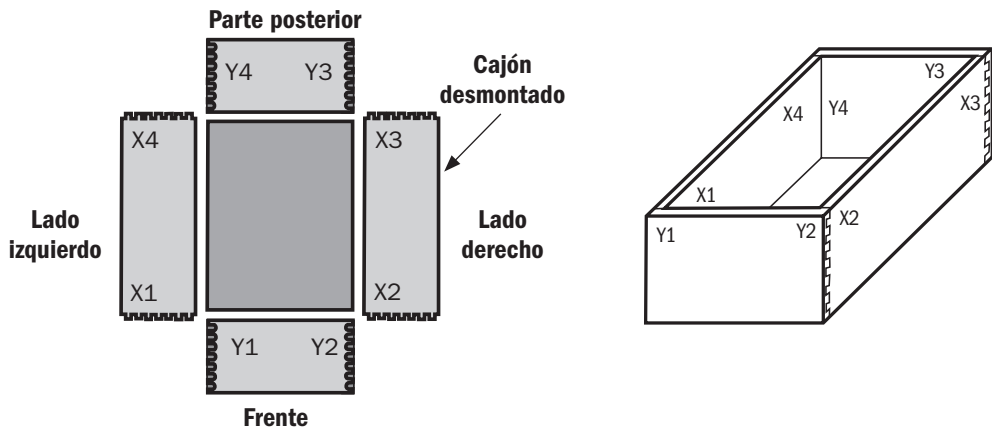 Parte posterior
Y4 Y3
Cajón
desmontado
X4
X3
Lado
izquierdo
Lado
derecho
X1
X2
Y1 Y2
Frente
Y3
X4
Y4
X3
X1
X2
Y1
Y2